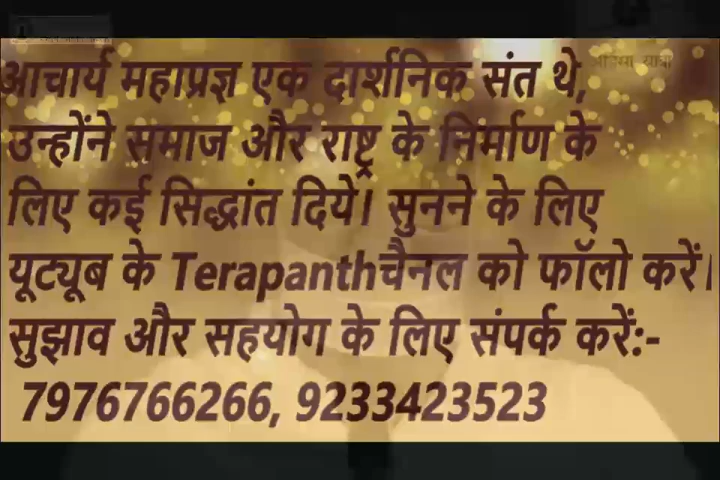 आचार्य महाप्रज्ञ एक दार्शनिक संत थे,
उन्होंने समाज और राष्ट्र के निर्माण के
लिए कई सिद्धांत दिये। सुनने के लिए
यूट्यूब के Terapanthचैनल को फॉलो करें।
सुझाव और सहयोग के लिए संपर्क करें:-
7976766266, 9233423523